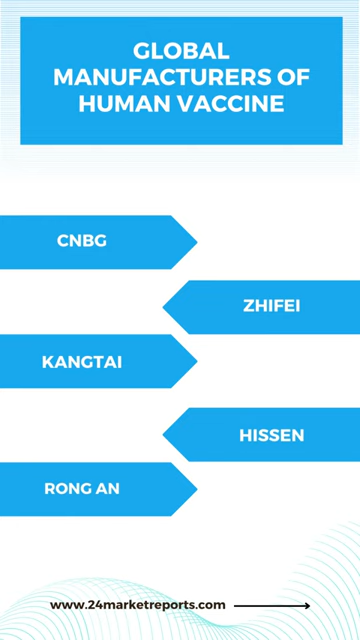 GLOBAL
MANUFACTURERS OF
HUMAN VACCINE
CNBG
ZHIFEI
KANGTAI
HISSEN
RONG AN
www.24marketreports.com